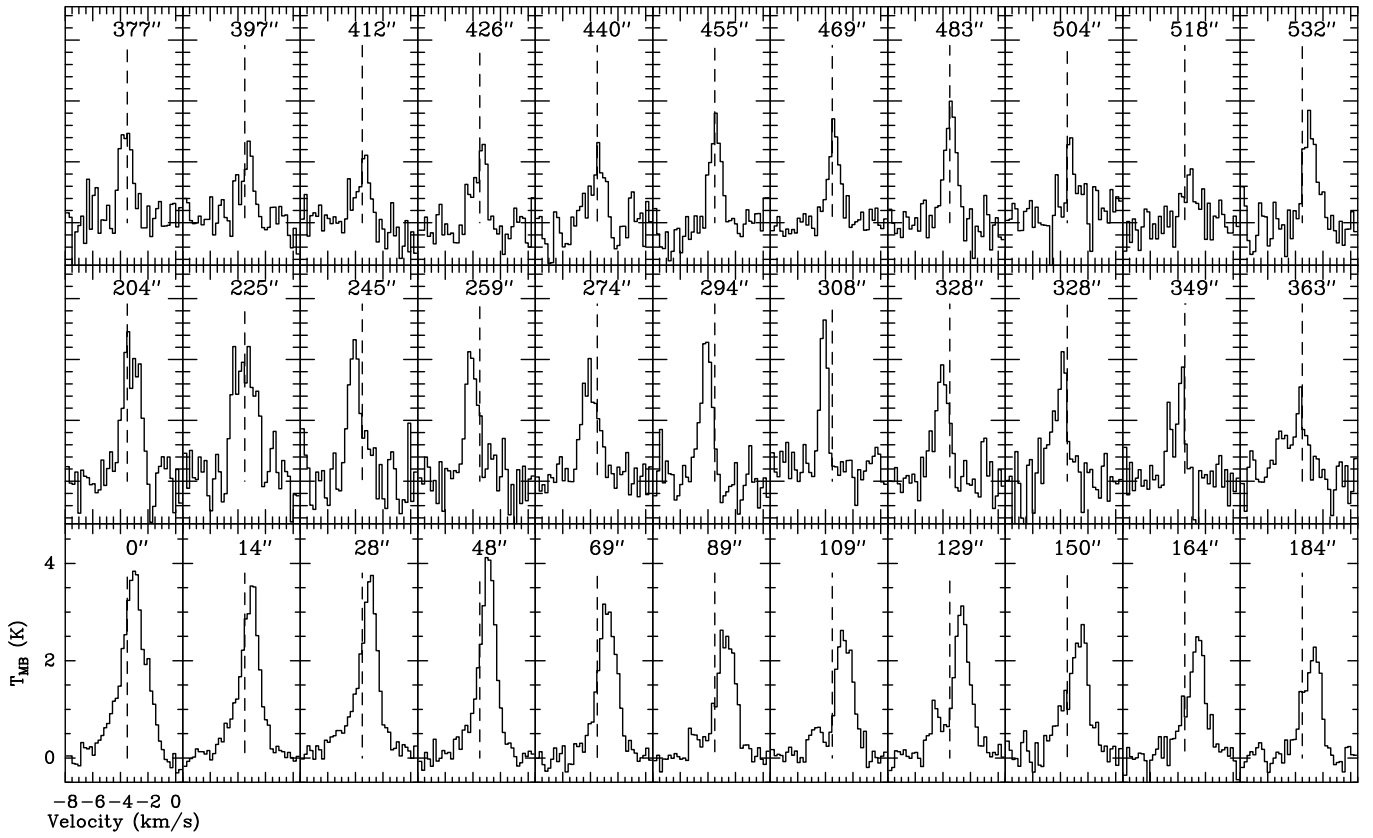 377″ 397″ 412″ 426″ 440″ 455″ 469″ 483″ 504″ 518″ 532″
204″ 225″ 245″ 259″ 274″ 294″ 308″ 328″ 328″ 349″ 363″
0″ 14″ 28″ 48″ 69″ 89″ 109″ 129″ 150″ 164″ 184″
4
2
0
T_MB (K)
−8−6−4−2 0
Velocity (km/s)